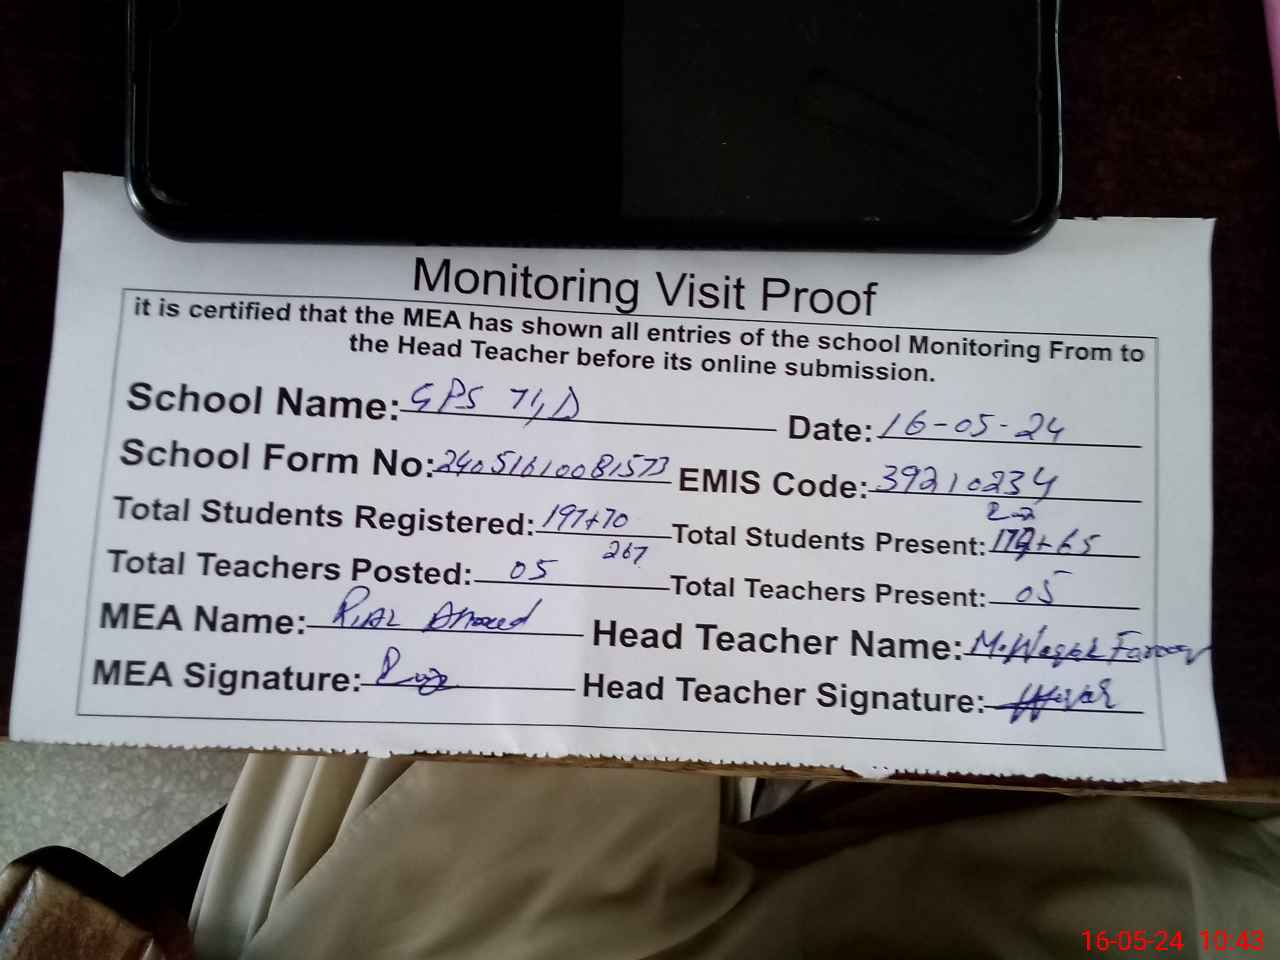 Monitoring Visit Proof
it is certified that the MEA has shown all entries of the school Monitoring From to
the Head Teacher before its online submission.
School Name: GPS 71,D Date: 16-05-24
School Form No: 24051610081573 EMIS Code: 39210234
Total Students Registered: 197+70 Total Students Present: +65
267
Total Teachers Posted: 05 Total Teachers Present: 05
MEA Name: Riaz Ahmed Head Teacher Name: M. Farooq
MEA Signature: Head Teacher Signature:
16-05-24 10:43